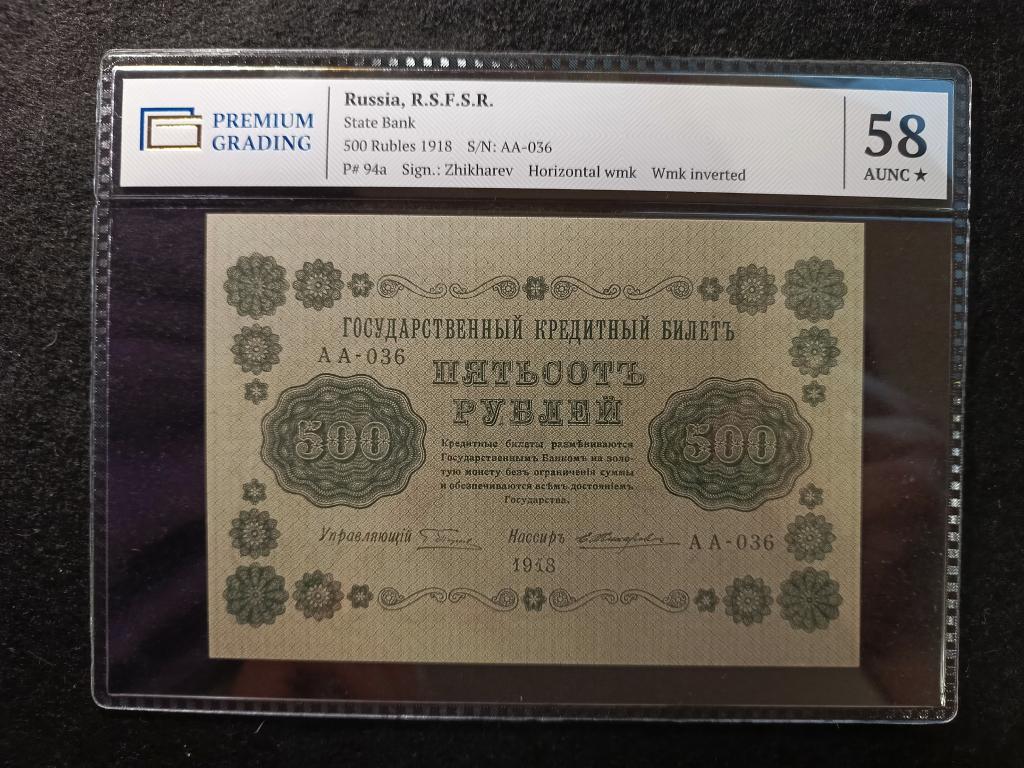 PREMIUM
GRADING
Russia, R.S.F.S.R.
State Bank
500 Rubles 1918 S/N: AA-036
P# 94a Sign.: Zhikharev Horizontal wmk Wmk inverted
58
AUNC ★
ГОСУДАРСТВЕННЫЙ КРЕДИТНЫЙ БИЛЕТЪ
АА-036
ПЯТЬСОТЪ
РУБЛЕЙ
500
500
Кредитные билеты размѣниваются
Государственнымъ Банкомъ на золо-
тую монету безъ ограниченія суммы
и обезпечиваются всѣмъ достояніемъ
Государства.
Управляющій
Кассиръ
АА-036
1918